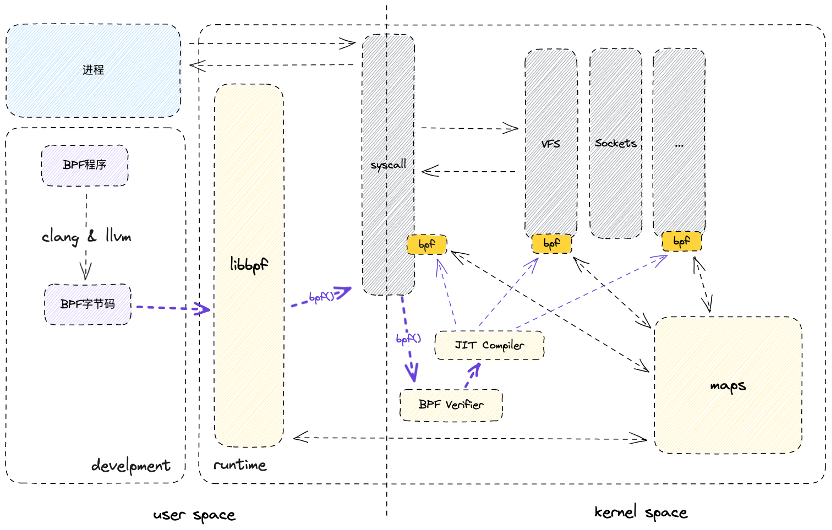 进程
BPF程序
clang & llvm
BPF字节码
develpment
libbpf
runtime
bpf()
syscall
bpf
bpf()
VFS
Sockets
...
bpf
bpf
JIT Compiler
BPF Verifier
maps
user space
kernel space